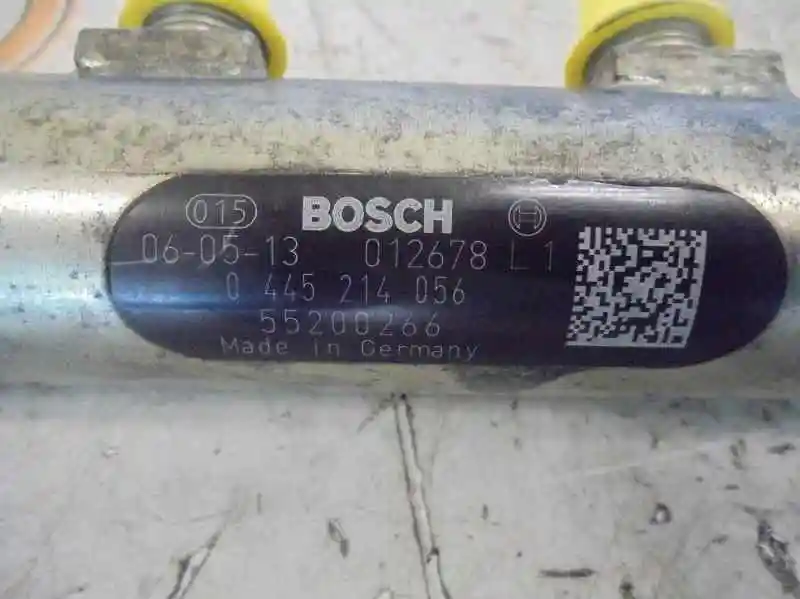 015 BOSCH
06-05-13 012678 L1
0 445 214 056
55200266
Made in Germany